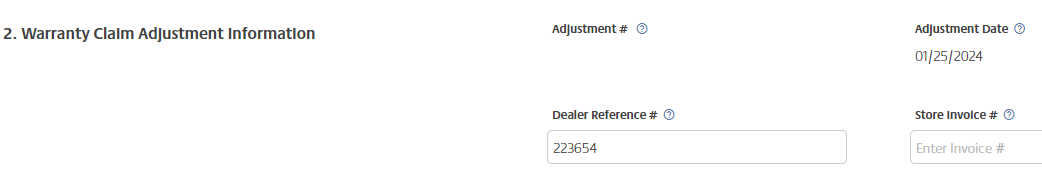 2. Warranty Claim Adjustment Information
Adjustment #
Adjustment Date
01/25/2024
Dealer Reference #
Store Invoice #
223654
Enter Invoice #